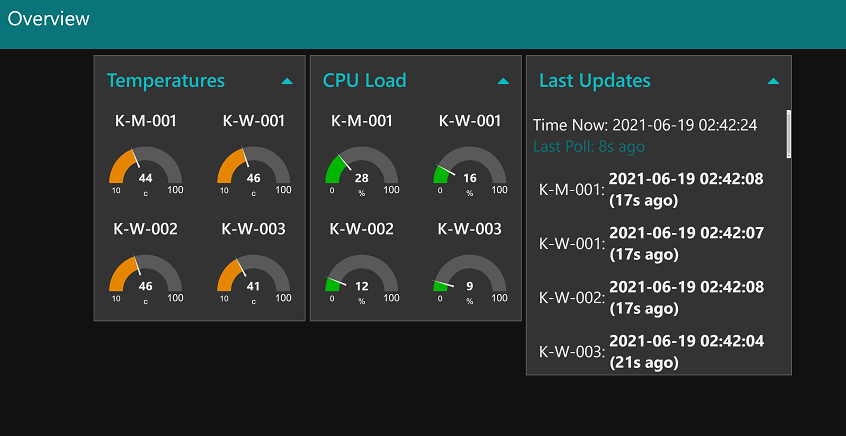 Overview
Temperatures
K-M-001
K-W-001
44
10
100
c
46
10
100
c
K-W-002
K-W-003
46
10
100
c
41
10
100
c
CPU Load
K-M-001
K-W-001
28
0
100
%
16
0
100
%
K-W-002
K-W-003
12
0
100
%
9
0
100
%
Last Updates
Time Now: 2021-06-19 02:42:24
Last Poll: 8s ago
K-M-001: 2021-06-19 02:42:08
(17s ago)
K-W-001: 2021-06-19 02:42:07
(17s ago)
K-W-002: 2021-06-19 02:42:08
(17s ago)
K-W-003: 2021-06-19 02:42:04
(21s ago)